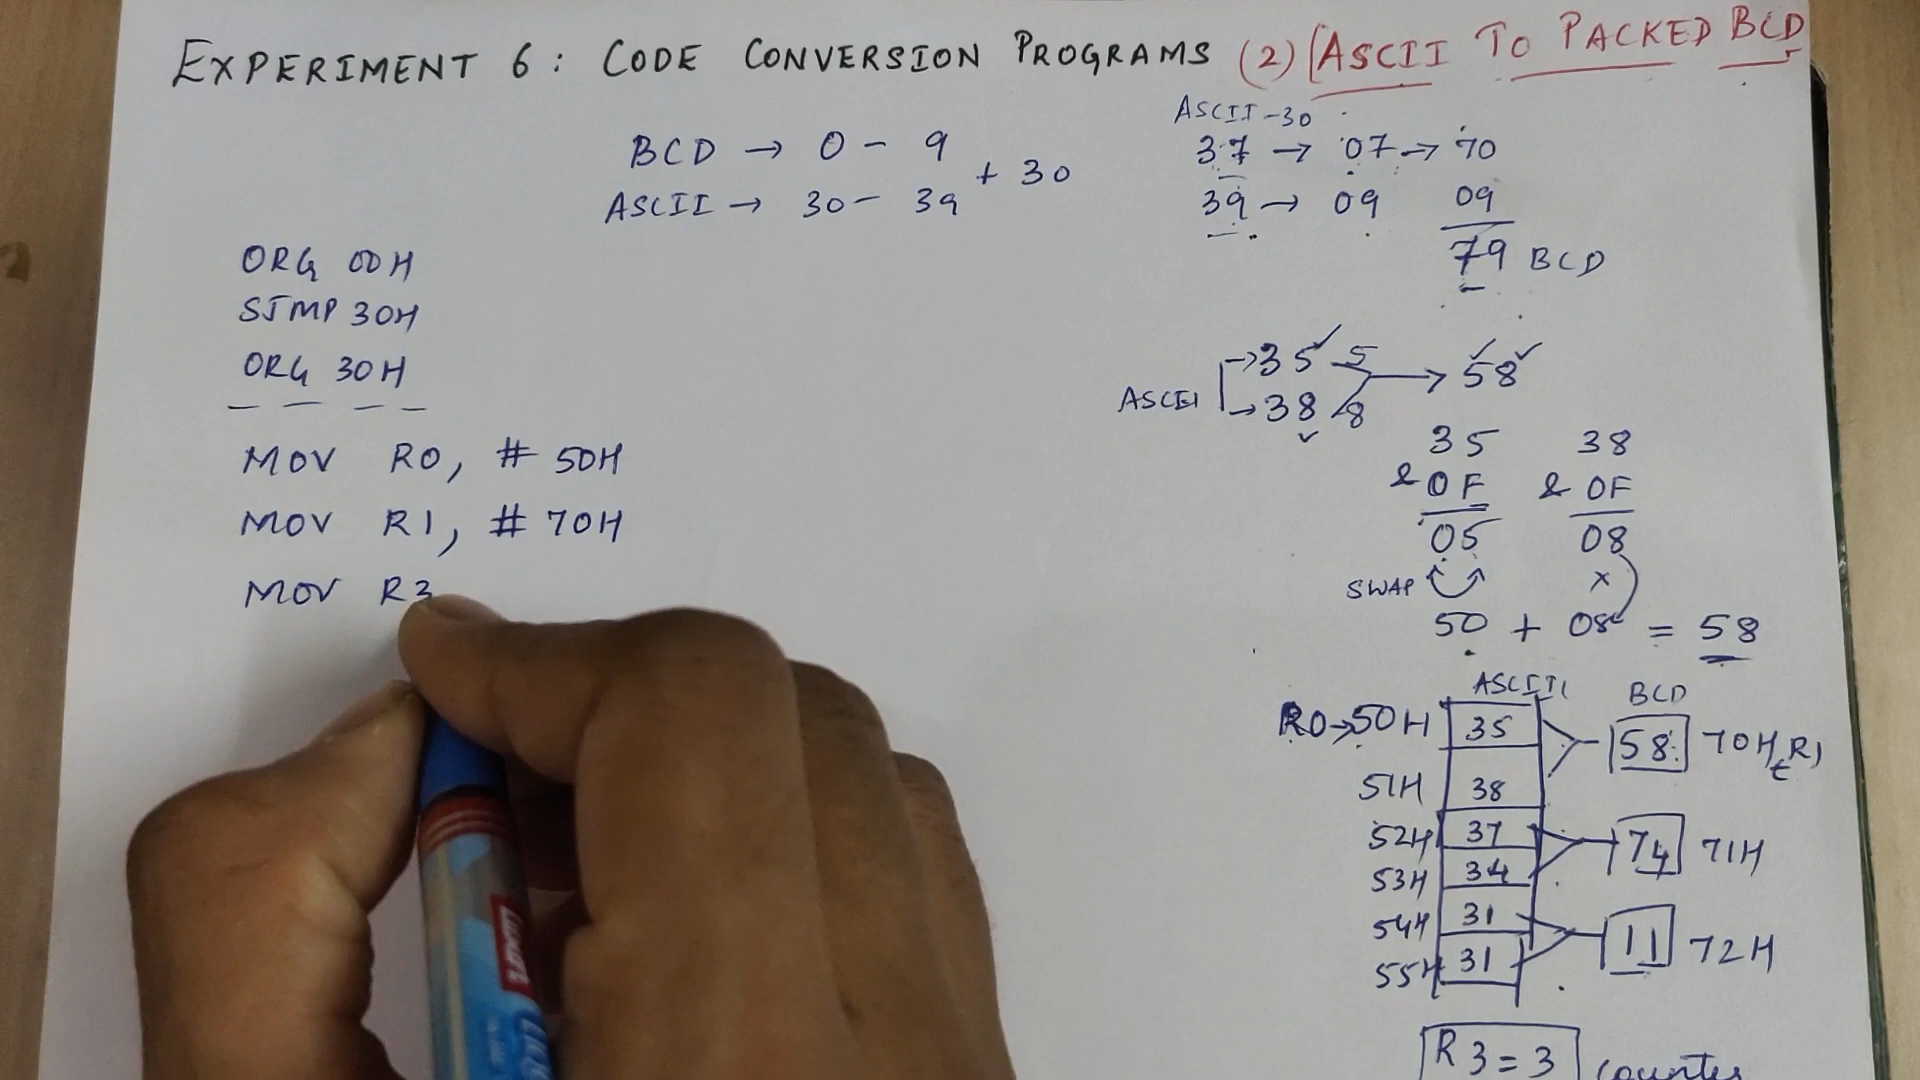 EXPERIMENT 6 : CODE CONVERSION PROGRAMS (2) [ASCII TO PACKED BCD
BCD → 0 - 9
ASCII → 30 - 39
+ 30
ASCII -30
37 → 07 → 70
39 → 09 09
79 BCD
ORG 00H
SJMP 30H
ORG 30H
MOV R0, # 50H
MOV R1, # 70H
MOV R3
ASCII → 35 5 → 58
→ 38 8
35 38
& 0F & 0F
05 08
SWAP x
50 + 08 = 58
ASCII BCD
R0→50H 35 58 70H R1
51H 38
52H 37 74 71H
53H 34
54H 31 11 72H
55H 31
R3 = 3 counter